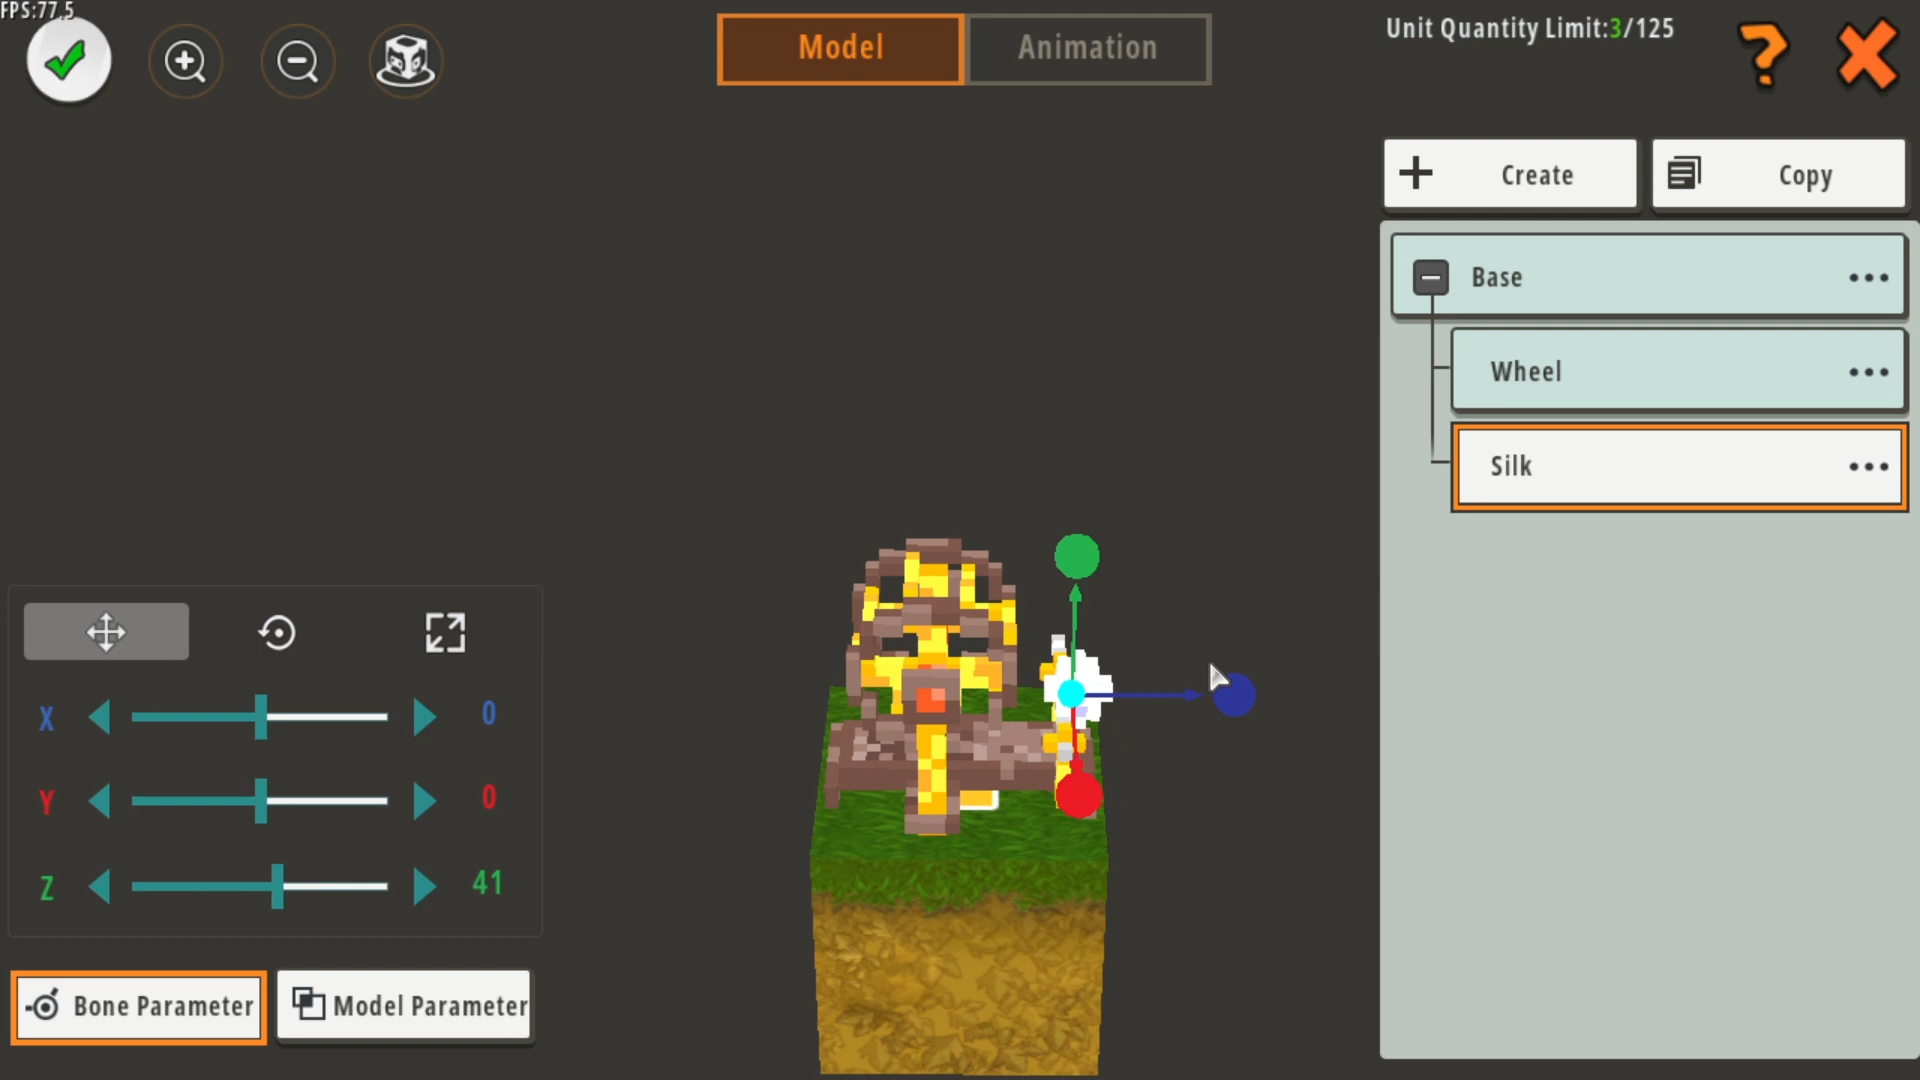 FPS:77.5
Model
Animation
Unit Quantity Limit:3/125
Create
Copy
Base
Wheel
Silk
X
0
Y
0
Z
41
Bone Parameter
Model Parameter